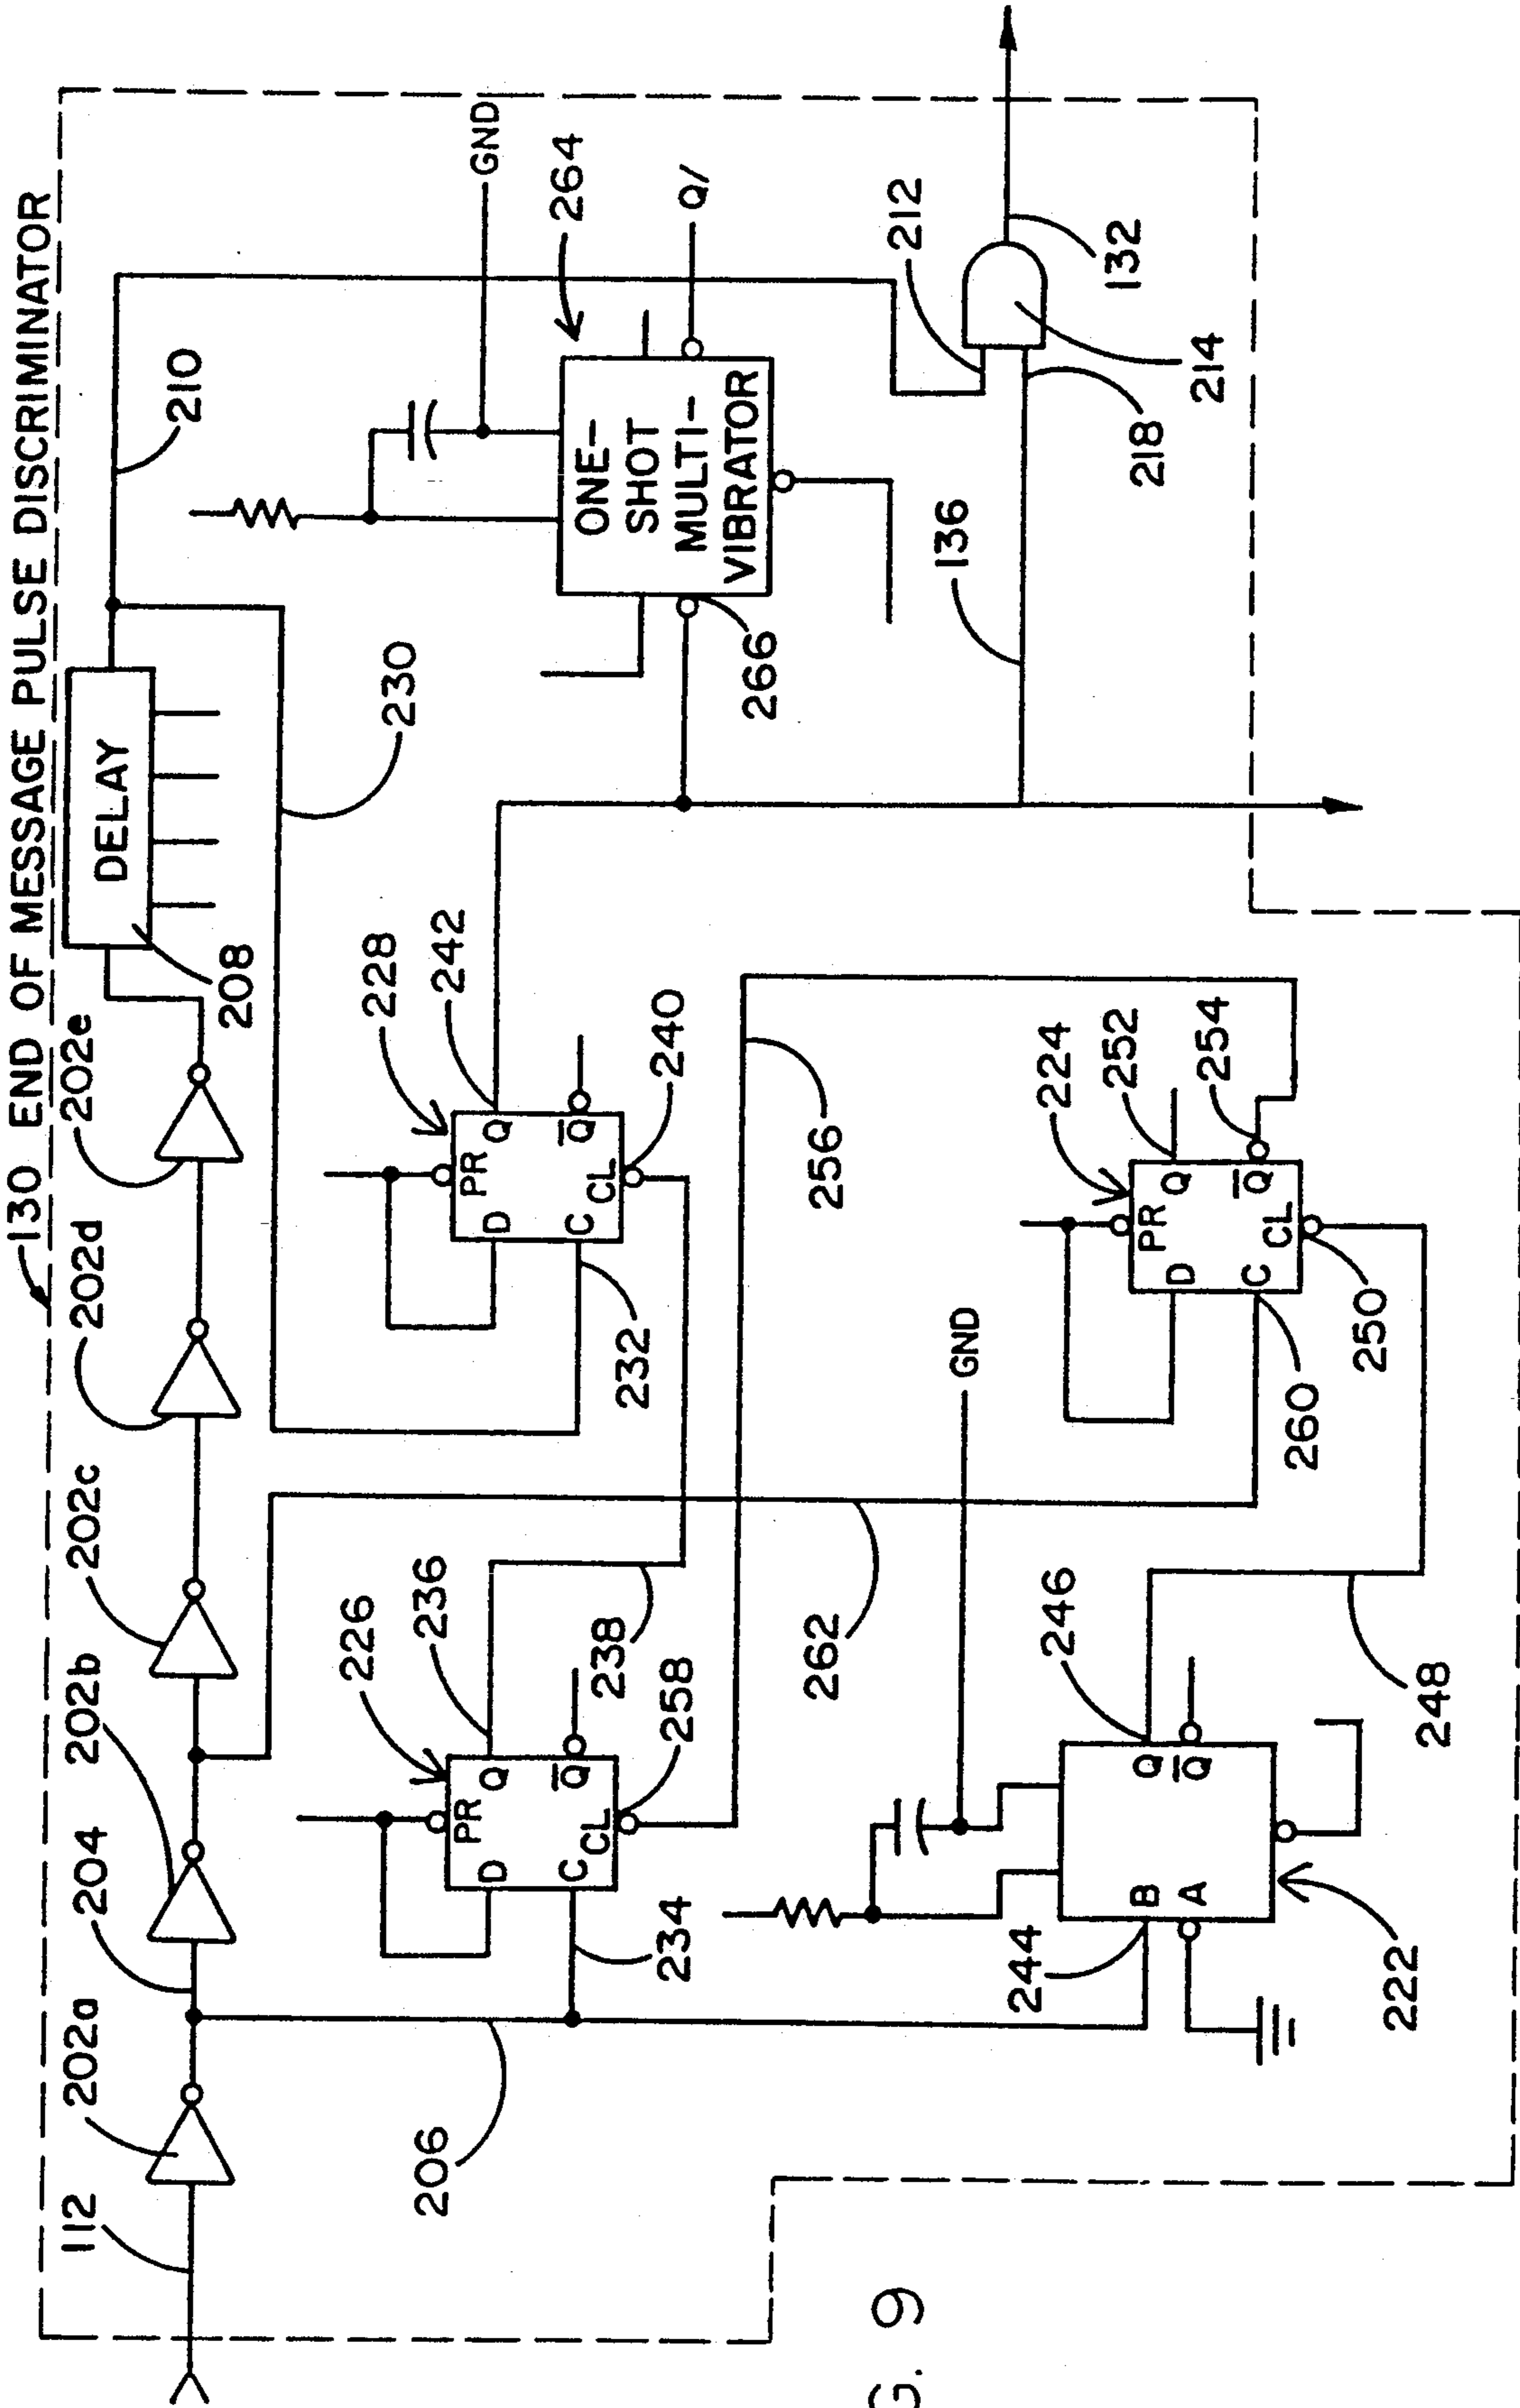 130 END OF MESSAGE PULSE DISCRIMINATOR
112
202a
204
202b
202c
202d
202e
208
DELAY
210
206
226
PR
D
Q
C
Q
CL
234
236
238
258
228
PR
D
Q
C
Q
CL
232
242
240
230
GND
264
ONE-
SHOT
MULTI-
VIBRATOR
Q/
266
256
262
136
212
218
214
132
222
244
B
A
Q
Q
246
248
GND
224
PR
D
Q
C
Q
CL
252
254
260
250
G. 9